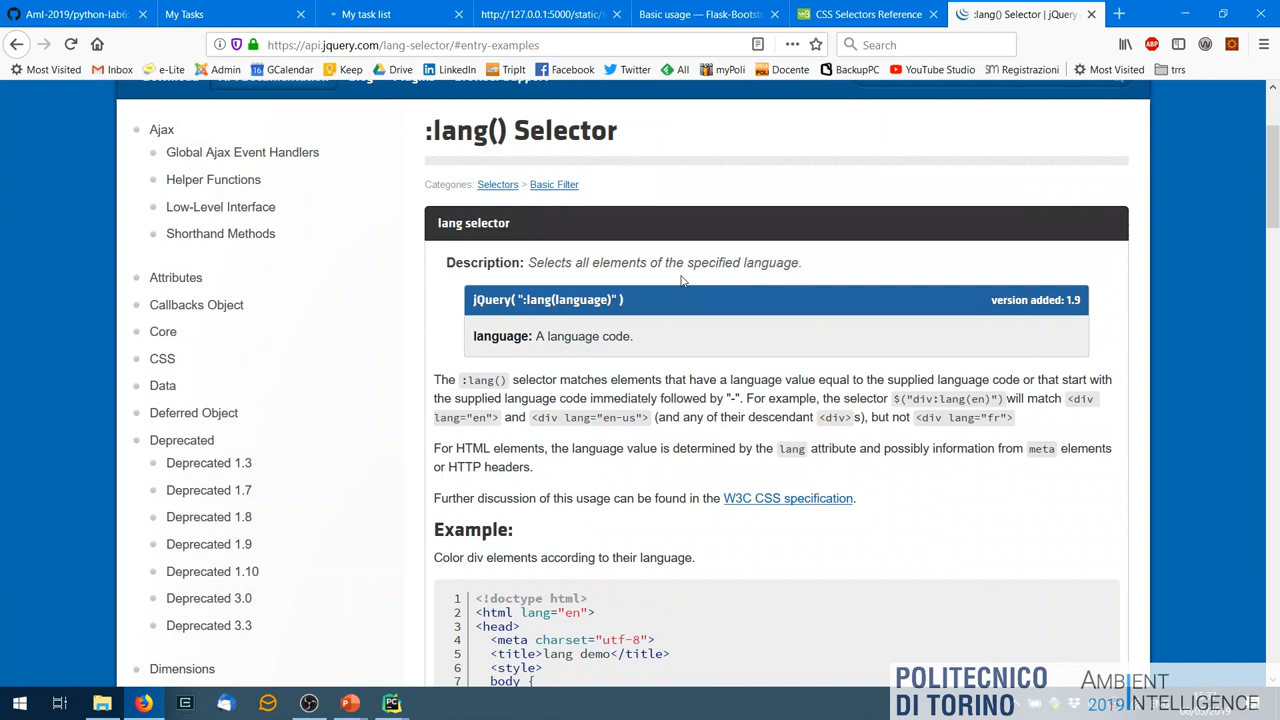 AmI-2019/python-lab6:
My Tasks
My task list
http://127.0.0.1:5000/static/
Basic usage — Flask-Bootst
CSS Selectors Reference
:lang() Selector | jQuery
https://api.jquery.com/lang-selector/#entry-examples
Search
Most Visited
Inbox
e-Lite
Admin
GCalendar
Keep
Drive
LinkedIn
TripIt
Facebook
Twitter
All
myPoli
Docente
BackupPC
YouTube Studio
Registrazioni
Most Visited
trrs
Ajax
Global Ajax Event Handlers
Helper Functions
Low-Level Interface
Shorthand Methods
Attributes
Callbacks Object
Core
CSS
Data
Deferred Object
Deprecated
Deprecated 1.3
Deprecated 1.7
Deprecated 1.8
Deprecated 1.9
Deprecated 1.10
Deprecated 3.0
Deprecated 3.3
Dimensions
:lang() Selector
Categories: Selectors > Basic Filter
lang selector
Description: Selects all elements of the specified language.
jQuery( ":lang(language)" )
version added: 1.9
language: A language code.
The :lang() selector matches elements that have a language value equal to the supplied language code or that start with
the supplied language code immediately followed by "-". For example, the selector $("div:lang(en)") will match <div
lang="en"> and <div lang="en-us"> (and any of their descendant <div>s), but not <div lang="fr">
For HTML elements, the language value is determined by the lang attribute and possibly information from meta elements
or HTTP headers.
Further discussion of this usage can be found in the W3C CSS specification.
Example:
Color div elements according to their language.
1 <!doctype html>
2 <html lang="en">
3 <head>
4 <meta charset="utf-8">
5 <title>lang demo</title>
6 <style>
7 body {
POLITECNICO
DI TORINO
AMBIENT
2019 INTELLIGENCE